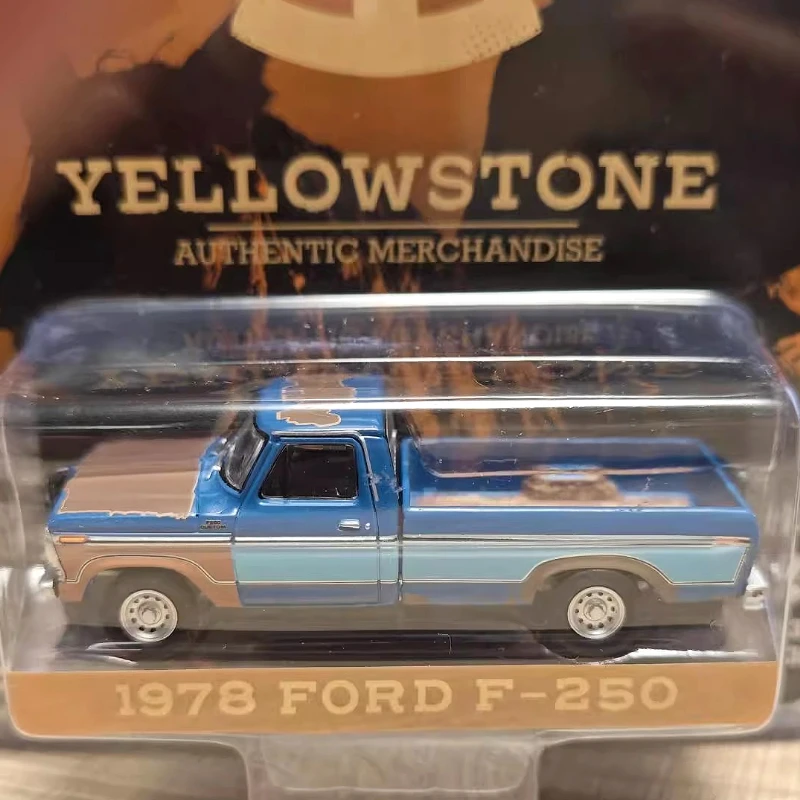 YELLOWSTONE
AUTHENTIC MERCHANDISE
1978 FORD F-250